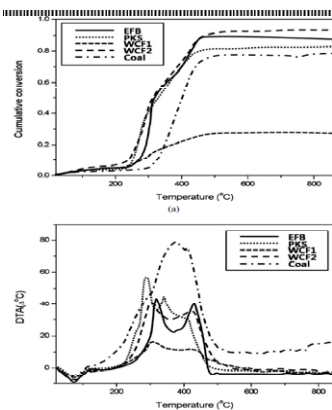 1.0
0.8
0.6
0.4
0.2
0.0
Cumulative conversion
EFB
PKS
WCF1
WCF2
Coal
200 400 600 800
Temperature (°C)
(a)
80
60
40
20
0
DTA(Δ°C)
EFB
PKS
WCF1
WCF2
Coal
200 400 600 800
Temperature (°C)